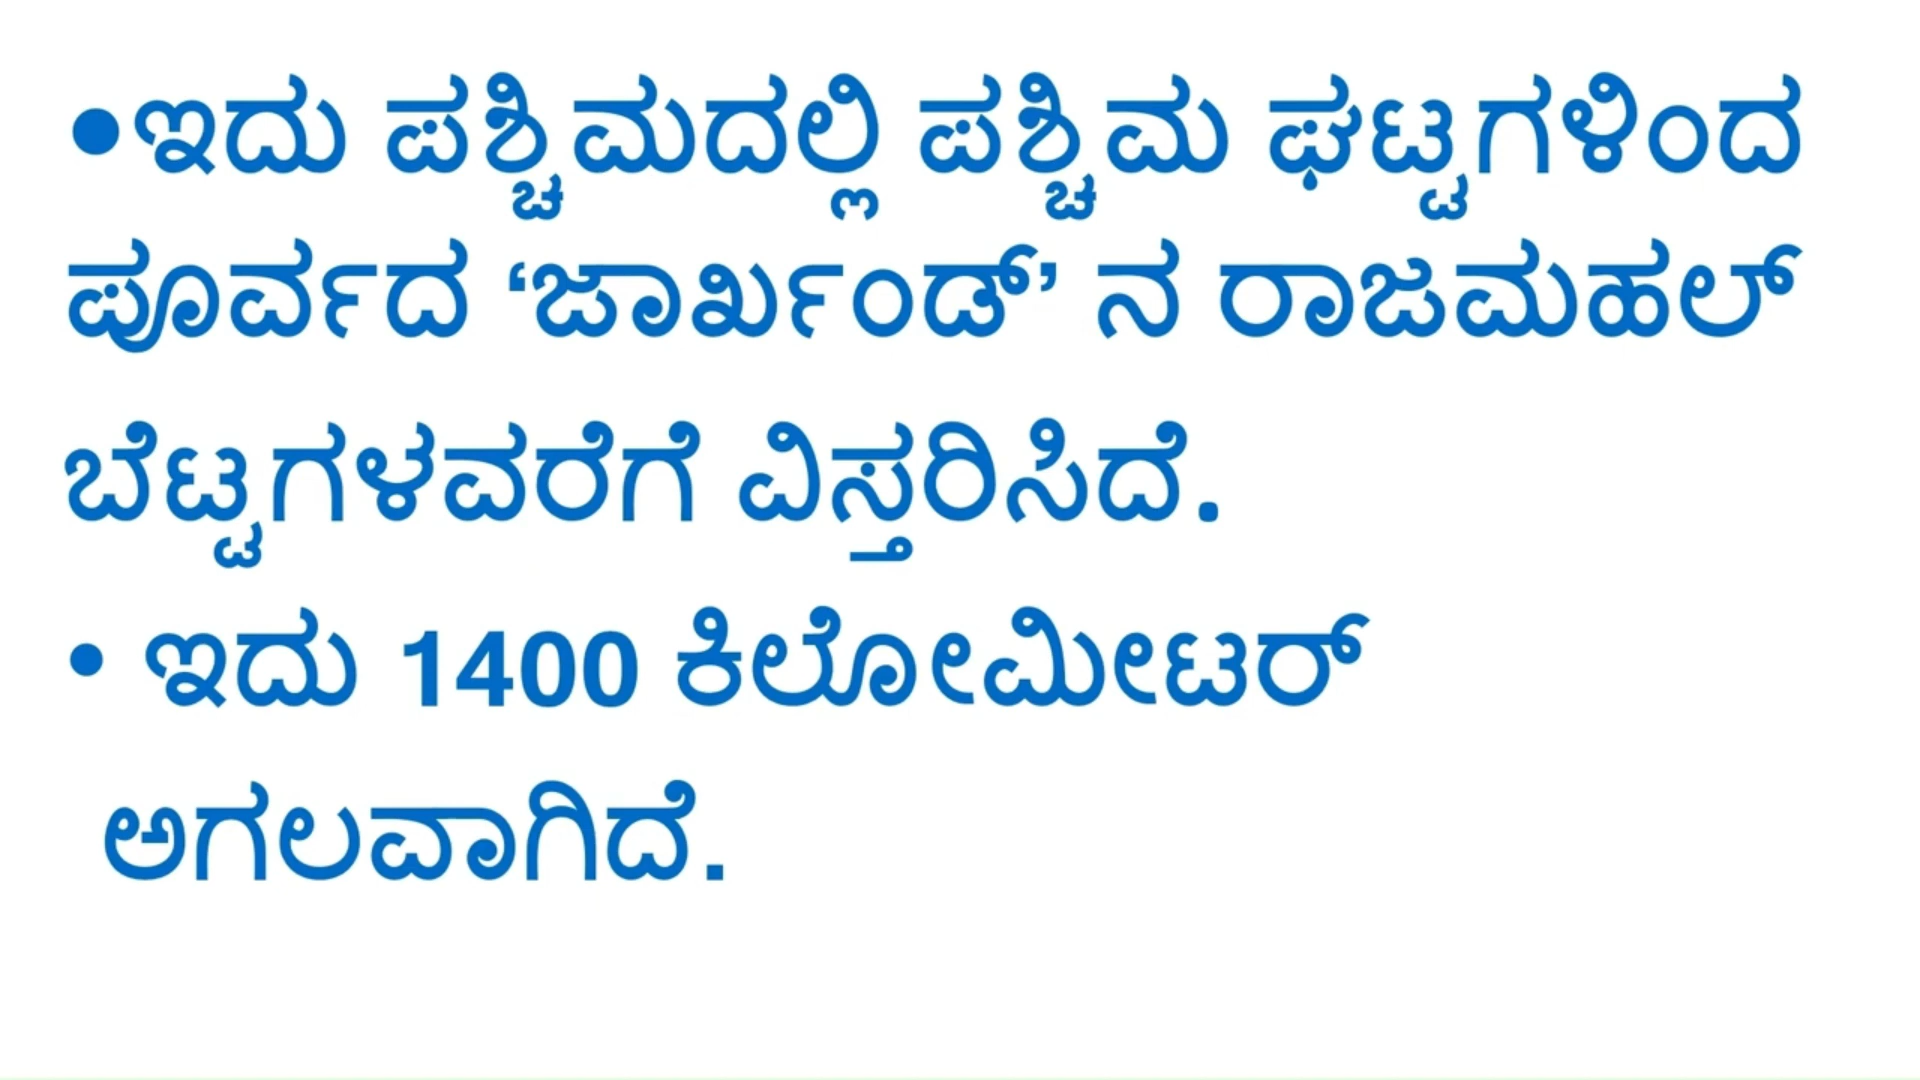 •ಇದು ಪಶ್ಚಿಮದಲ್ಲಿ ಪಶ್ಚಿಮ ಘಟ್ಟಗಳಿಂದ
ಪೂರ್ವದ ‘ಜಾರ್ಖಂಡ್’ ನ ರಾಜಮಹಲ್
ಬೆಟ್ಟಗಳವರೆಗೆ ವಿಸ್ತರಿಸಿದೆ.
• ಇದು 1400 ಕಿಲೋಮೀಟರ್
ಅಗಲವಾಗಿದೆ.